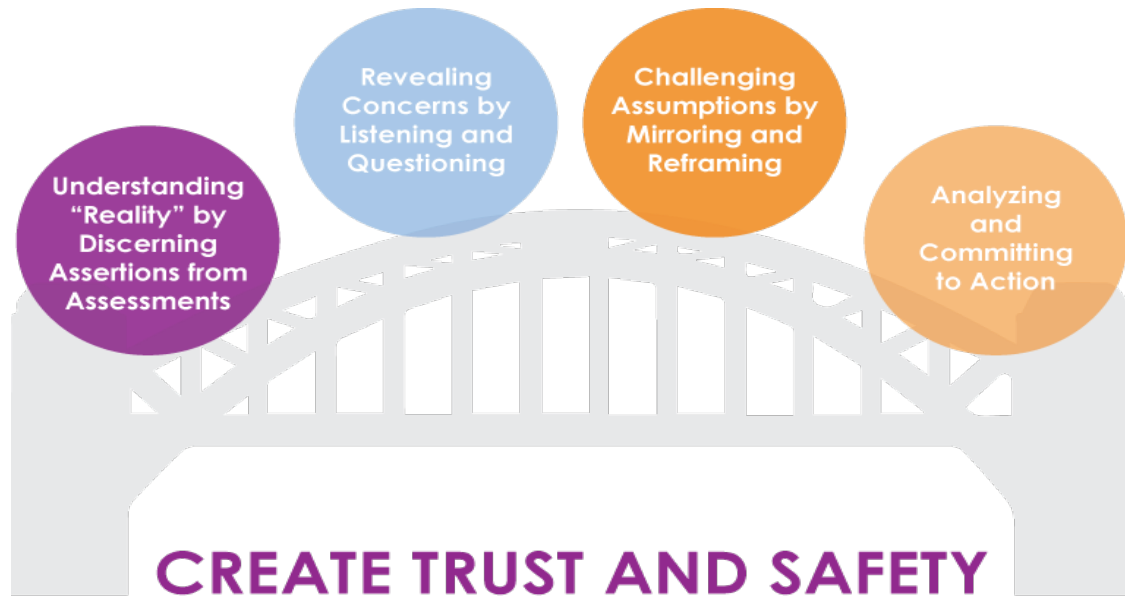 Understanding
“Reality” by
Discerning
Assertions from
Assessments
Revealing
Concerns by
Listening and
Questioning
Challenging
Assumptions by
Mirroring and
Reframing
Analyzing
and
Committing
to Action
CREATE TRUST AND SAFETY